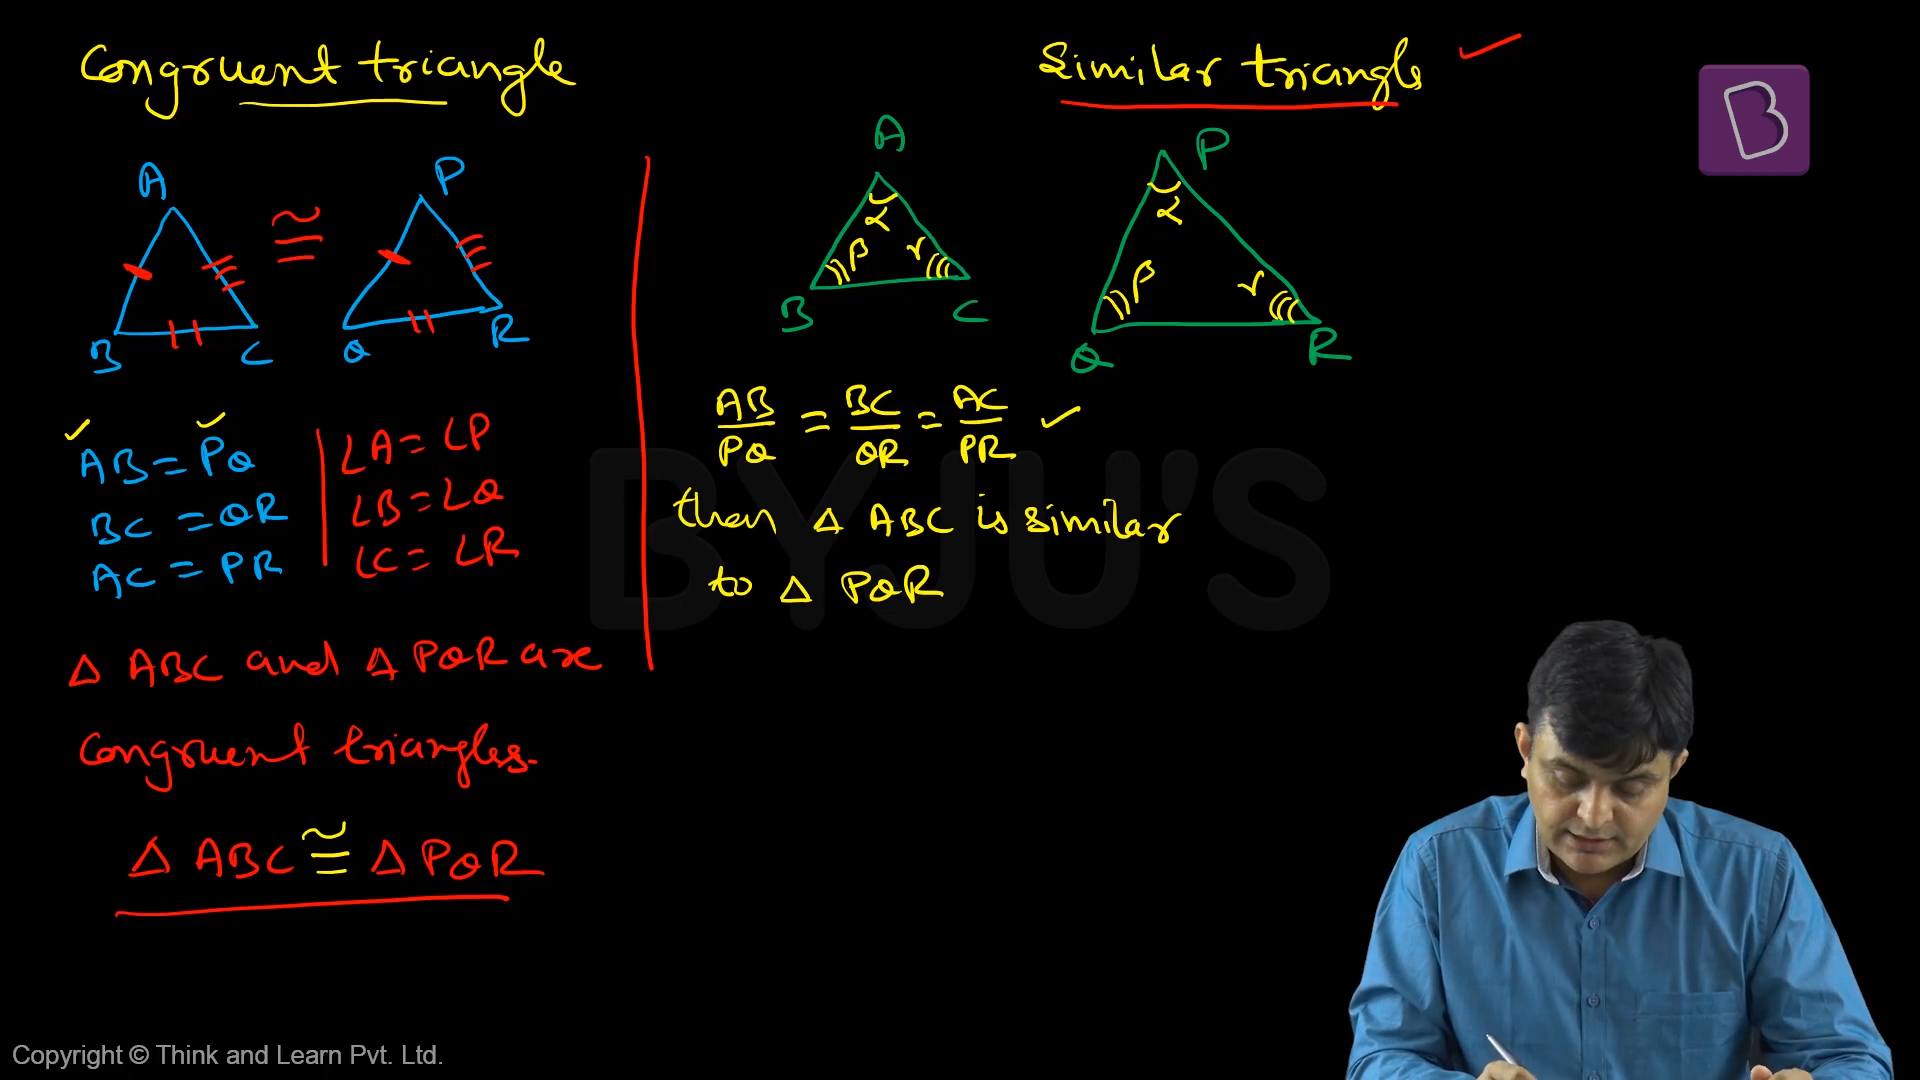 Congruent triangle
A
P
≅
B
C
Q
R
AB = PQ
BC = QR
AC = PR
∠A = ∠P
∠B = ∠Q
∠C = ∠R
Δ ABC and Δ PQR are
Congruent triangles.
Δ ABC ≅ Δ PQR
Similar triangle
A
α
β
γ
B
C
P
α
β
γ
Q
R
AB/PQ = BC/QR = AC/PR
then Δ ABC is similar
to Δ PQR
B
BYJU'S
Copyright © Think and Learn Pvt. Ltd.